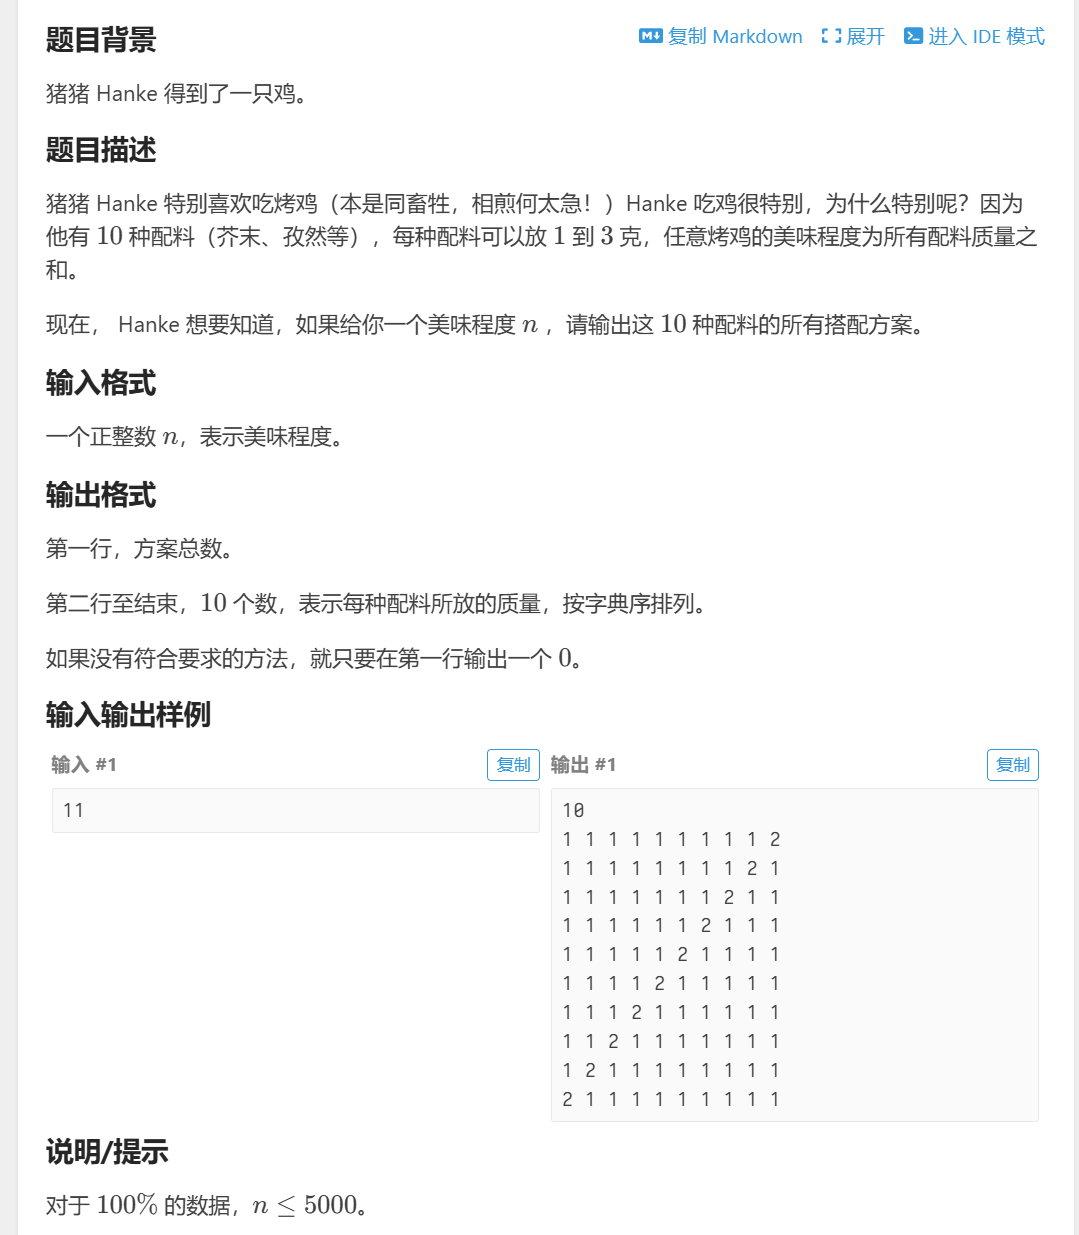 题目背景
复制 Markdown 展开 进入 IDE 模式
猪猪 Hanke 得到了一只鸡。
题目描述
猪猪 Hanke 特别喜欢吃烤鸡（本是同畜牲，相煎何太急！）Hanke 吃鸡很特别，为什么特别呢？因为
他有 10 种配料（芥末、孜然等），每种配料可以放 1 到 3 克，任意烤鸡的美味程度为所有配料质量之
和。
现在， Hanke 想要知道，如果给你一个美味程度 n ，请输出这 10 种配料的所有搭配方案。
输入格式
一个正整数 n，表示美味程度。
输出格式
第一行，方案总数。
第二行至结束，10 个数，表示每种配料所放的质量，按字典序排列。
如果没有符合要求的方法，就只要在第一行输出一个 0。
输入输出样例
输入 #1 复制
11
输出 #1 复制
10
1 1 1 1 1 1 1 1 1 2
1 1 1 1 1 1 1 1 2 1
1 1 1 1 1 1 1 2 1 1
1 1 1 1 1 1 2 1 1 1
1 1 1 1 1 2 1 1 1 1
1 1 1 1 2 1 1 1 1 1
1 1 1 2 1 1 1 1 1 1
1 1 2 1 1 1 1 1 1 1
1 2 1 1 1 1 1 1 1 1
2 1 1 1 1 1 1 1 1 1
说明/提示
对于 100% 的数据，n ≤ 5000。